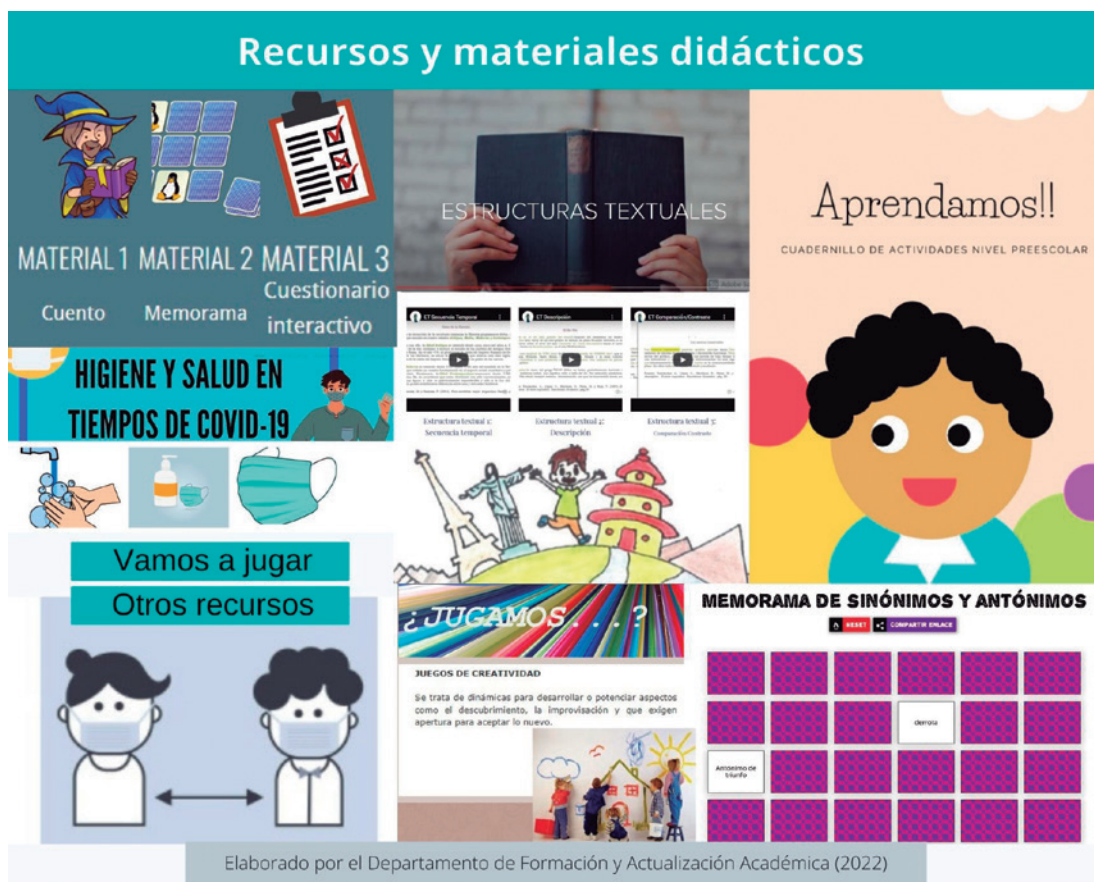 Recursos y materiales didácticos
MATERIAL 1
Cuento
MATERIAL 2
Memorama
MATERIAL 3
Cuestionario
interactivo
HIGIENE Y SALUD EN
TIEMPOS DE COVID-19
Vamos a jugar
Otros recursos
ESTRUCTURAS TEXTUALES
ET Secuencia Temporal
ET Descripción
ET Comparación/Contraste
Estructura textual 1:
Secuencia temporal
Estructura textual 2:
Descripción
Estructura textual 3:
Comparación Contraste
¿JUGAMOS...?
JUEGOS DE CREATIVIDAD
Se trata de dinámicas para desarrollar o potenciar aspectos
como el descubrimiento, la improvisación y que exigen
apertura para aceptar lo nuevo.
Aprendamos!!
CUADERNILLO DE ACTIVIDADES NIVEL PREESCOLAR
MEMORAMA DE SINÓNIMOS Y ANTÓNIMOS
RESET
COMPARTIR ENLACE
derrota
Antónimo de
triunfo
Elaborado por el Departamento de Formación y Actualización Académica (2022)